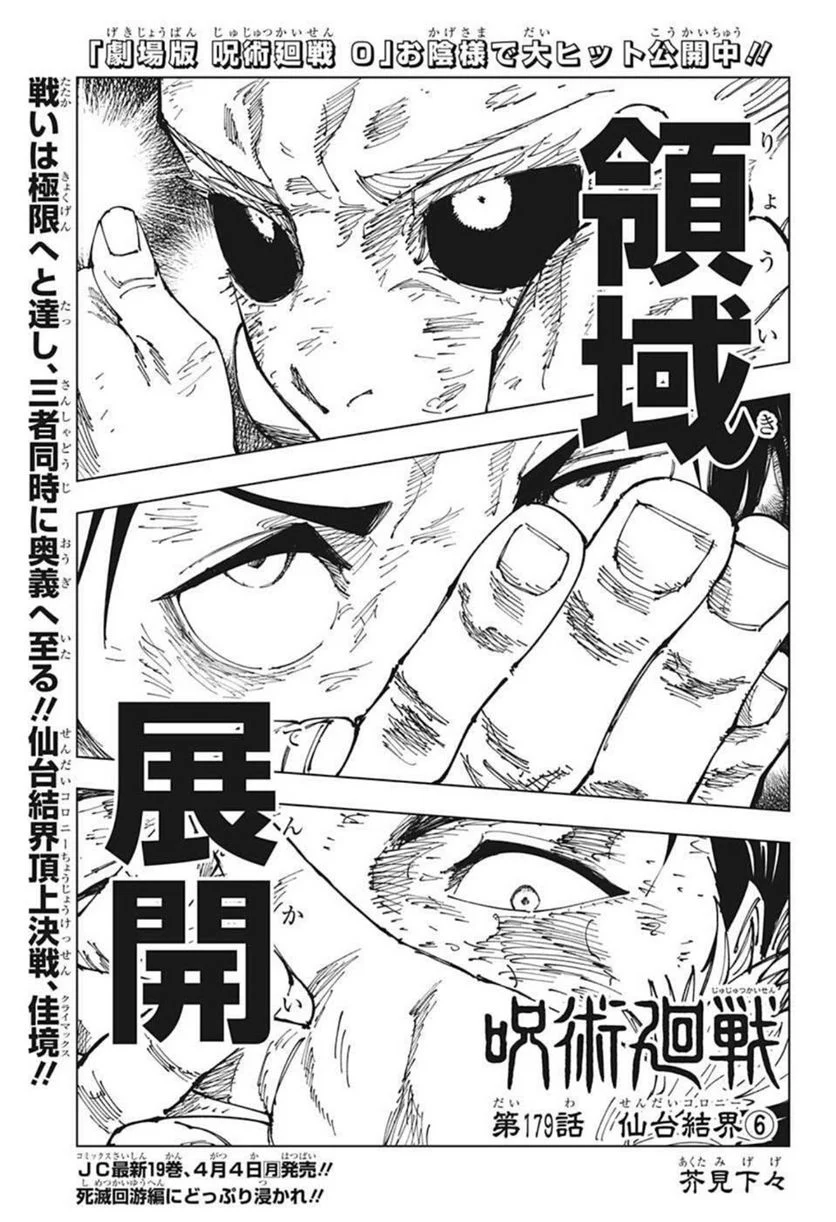 「劇場版 呪術廻戦 0」お陰様で大ヒット公開中!!
領域
展開
戦いは極限へと達し、三者同時に奥義へ至る!!仙台結界頂上決戦、佳境!!
呪術廻戦
第179話 仙台結界⑥
芥見下々
JC最新19巻、4月4日㊊発売!!
死滅回游編にどっぷり浸かれ!!